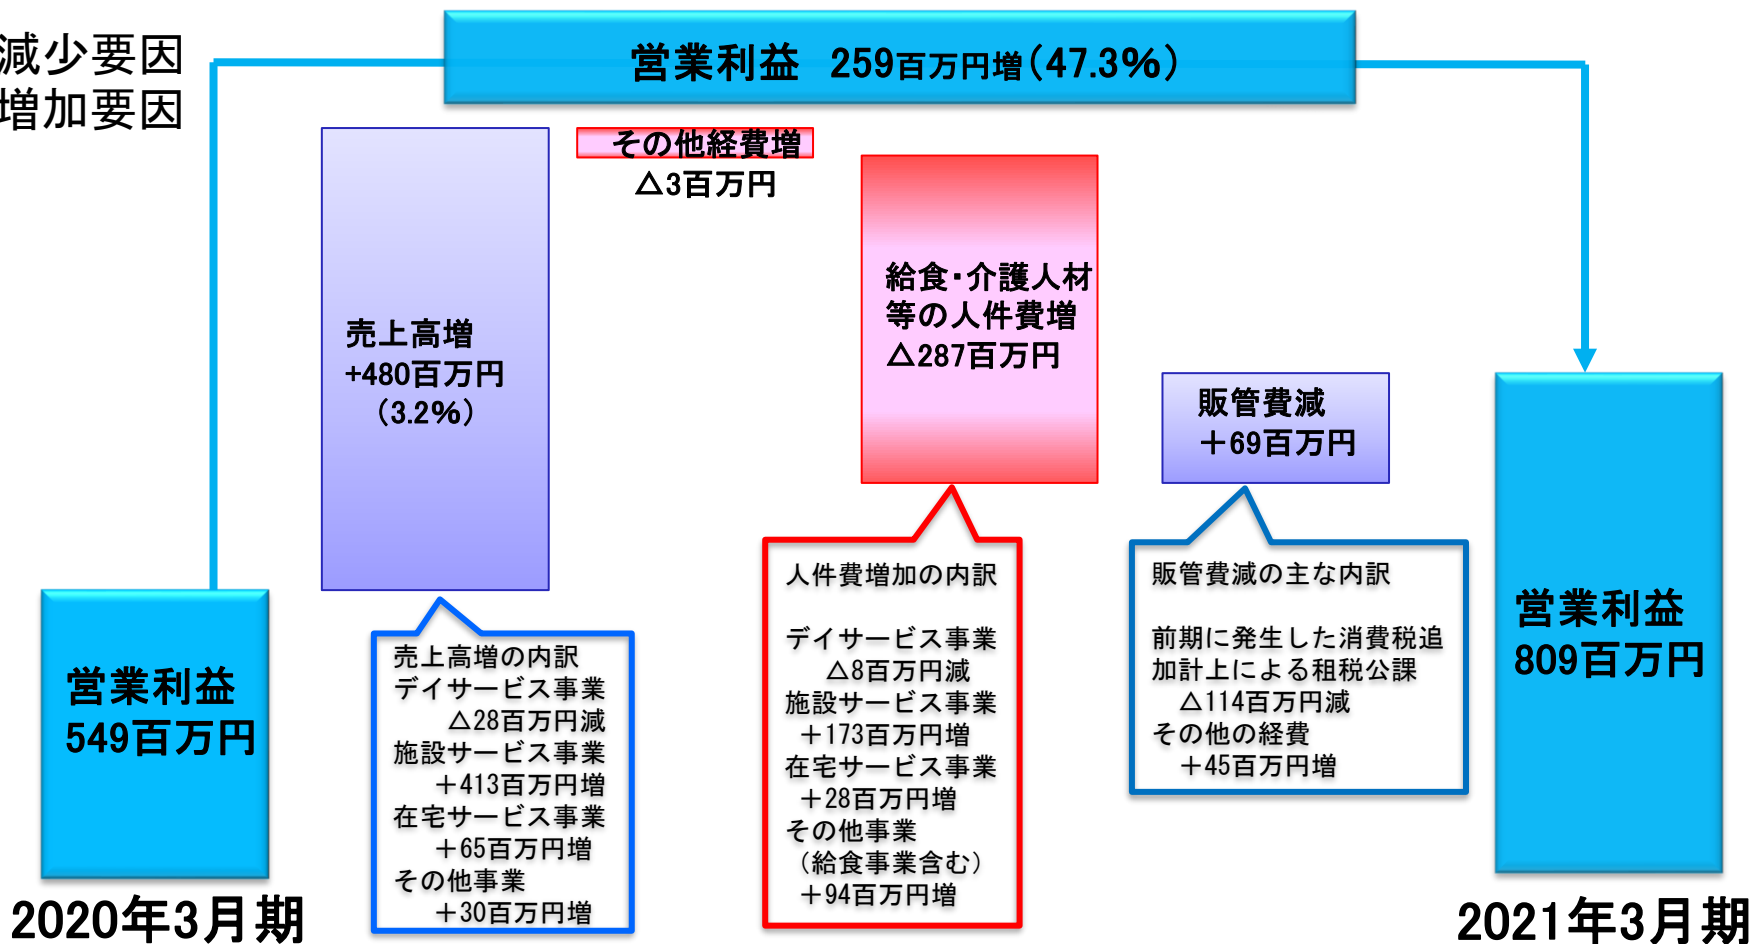 減少要因
増加要因
営業利益 259百万円増(47.3%)
その他経費増
△3百万円
売上高増
+480百万円
(3.2%)
給食・介護人材
等の人件費増
△287百万円
販管費減
+69百万円
営業利益
549百万円
2020年3月期
売上高増の内訳
デイサービス事業
△28百万円減
施設サービス事業
+413百万円増
在宅サービス事業
+65百万円増
その他事業
+30百万円増
人件費増加の内訳
デイサービス事業
△8百万円減
施設サービス事業
+173百万円増
在宅サービス事業
+28百万円増
その他事業
(給食事業含む)
+94百万円増
販管費減の主な内訳
前期に発生した消費税追
加計上による租税公課
△114百万円減
その他の経費
+45百万円増
営業利益
809百万円
2021年3月期